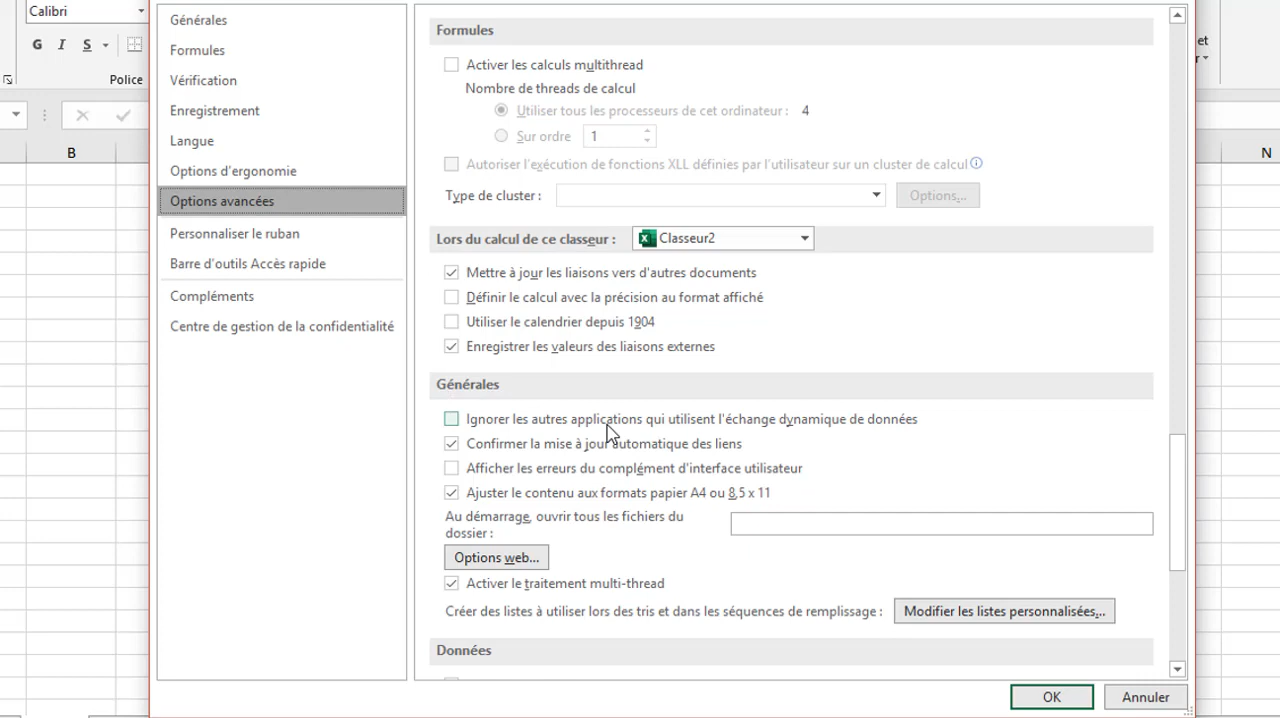 Calibri
et
G I S
Police
B
N
Générales
Formules
Vérification
Enregistrement
Langue
Options d'ergonomie
Options avancées
Personnaliser le ruban
Barre d'outils Accès rapide
Compléments
Centre de gestion de la confidentialité
Formules
Activer les calculs multithread
Nombre de threads de calcul
Utiliser tous les processeurs de cet ordinateur : 4
Sur ordre 1
Autoriser l'exécution de fonctions XLL définies par l'utilisateur sur un cluster de calcul
Type de cluster : Options...
Lors du calcul de ce classeur : Classeur2
Mettre à jour les liaisons vers d'autres documents
Définir le calcul avec la précision au format affiché
Utiliser le calendrier depuis 1904
Enregistrer les valeurs des liaisons externes
Générales
Ignorer les autres applications qui utilisent l'échange dynamique de données
Confirmer la mise à jour automatique des liens
Afficher les erreurs du complément d'interface utilisateur
Ajuster le contenu aux formats papier A4 ou 8,5 x 11
Au démarrage, ouvrir tous les fichiers du
dossier :
Options web...
Activer le traitement multi-thread
Créer des listes à utiliser lors des tris et dans les séquences de remplissage : Modifier les listes personnalisées...
Données
OK Annuler